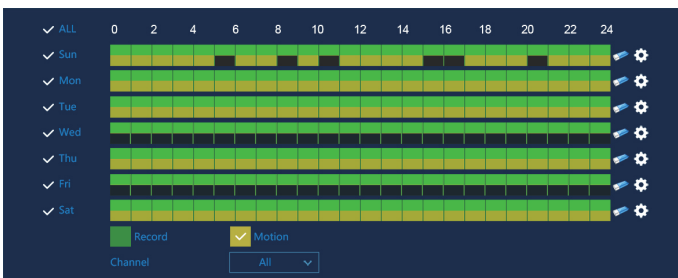 ALL 0 2 4 6 8 10 12 14 16 18 20 22 24
Sun
Mon
Tue
Wed
Thu
Fri
Sat
Record Motion
Channel All